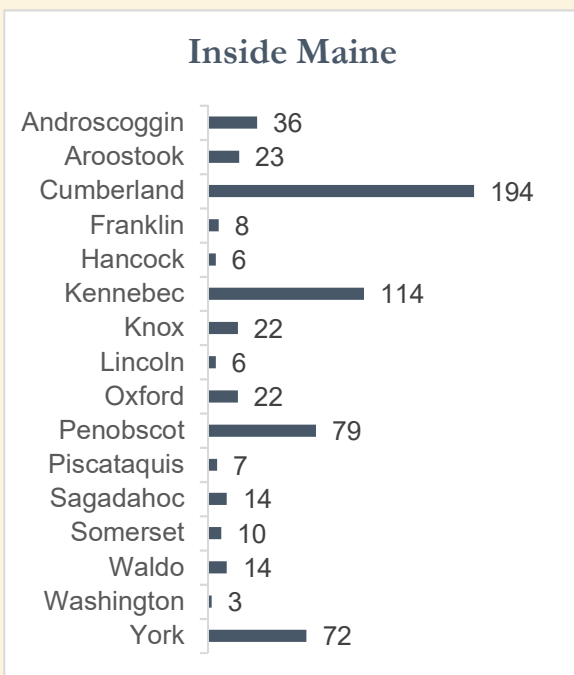 Inside Maine
Androscoggin 36
Aroostook 23
Cumberland 194
Franklin 8
Hancock 6
Kennebec 114
Knox 22
Lincoln 6
Oxford 22
Penobscot 79
Piscataquis 7
Sagadahoc 14
Somerset 10
Waldo 14
Washington 3
York 72